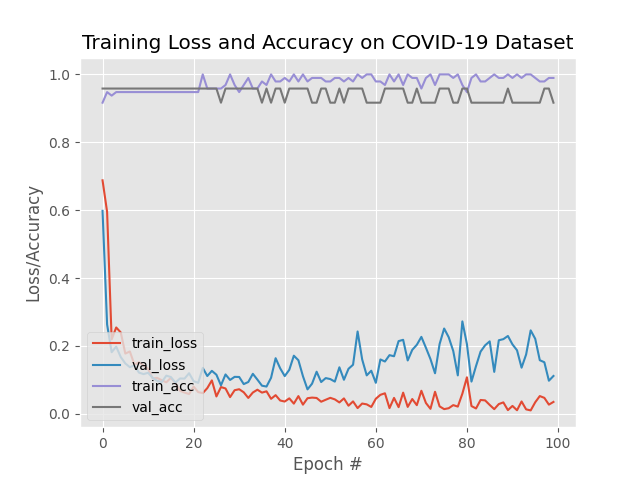 Training Loss and Accuracy on COVID-19 Dataset
1.0
0.8
0.6
0.4
0.2
0.0
Loss/Accuracy
train_loss
val_loss
train_acc
val_acc
0 20 40 60 80 100
Epoch #